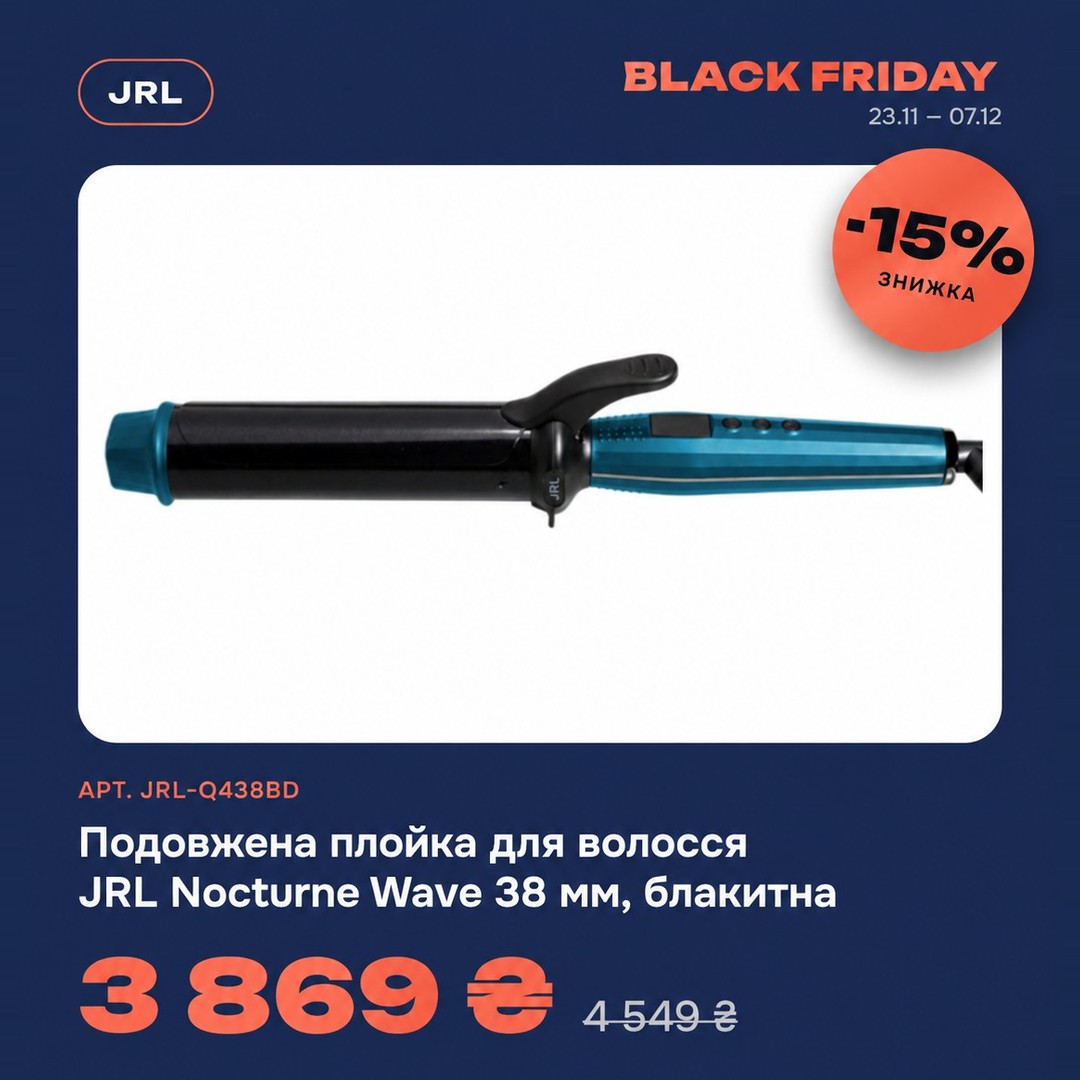 JRL
BLACK FRIDAY
23.11 – 07.12
-15%
ЗНИЖКА
JRL
АРТ. JRL-Q438BD
Подовжена плойка для волосся
JRL Nocturne Wave 38 мм, блакитна
3 869 ₴
4 549 ₴